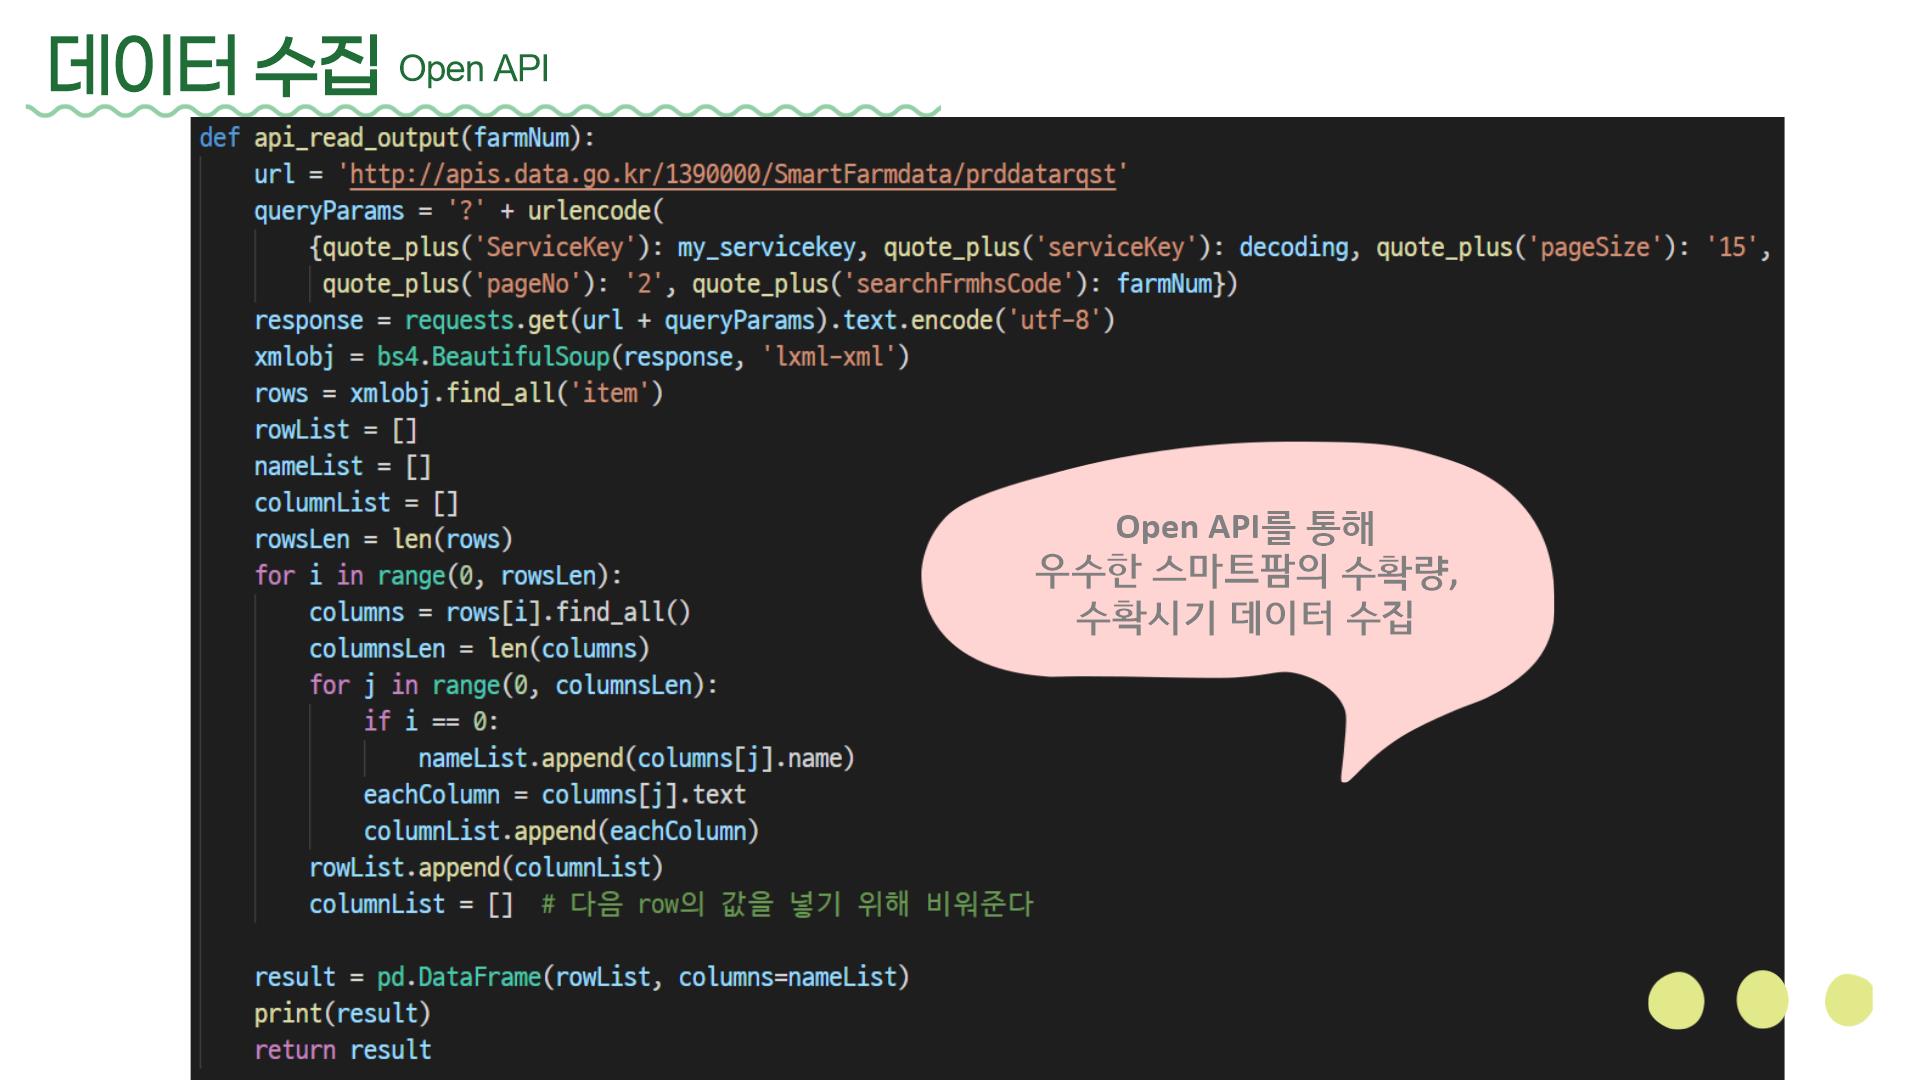 데이터 수집 Open API
def api_read_output(farmNum):
    url = 'http://apis.data.go.kr/1390000/SmartFarmdata/prddatarqst'
    queryParams = '?' + urlencode(
        {quote_plus('ServiceKey'): my_servicekey, quote_plus('serviceKey'): decoding, quote_plus('pageSize'): '15',
         quote_plus('pageNo'): '2', quote_plus('searchFrmhsCode'): farmNum})
    response = requests.get(url + queryParams).text.encode('utf-8')
    xmlobj = bs4.BeautifulSoup(response, 'lxml-xml')
    rows = xmlobj.find_all('item')
    rowList = []
    nameList = []
    columnList = []
    rowsLen = len(rows)
    for i in range(0, rowsLen):
        columns = rows[i].find_all()
        columnsLen = len(columns)
        for j in range(0, columnsLen):
            if i == 0:
                nameList.append(columns[j].name)
            eachColumn = columns[j].text
            columnList.append(eachColumn)
        rowList.append(columnList)
        columnList = []  # 다음 row의 값을 넣기 위해 비워준다
    result = pd.DataFrame(rowList, columns=nameList)
    print(result)
    return result
Open API를 통해
우수한 스마트팜의 수확량,
수확시기 데이터 수집